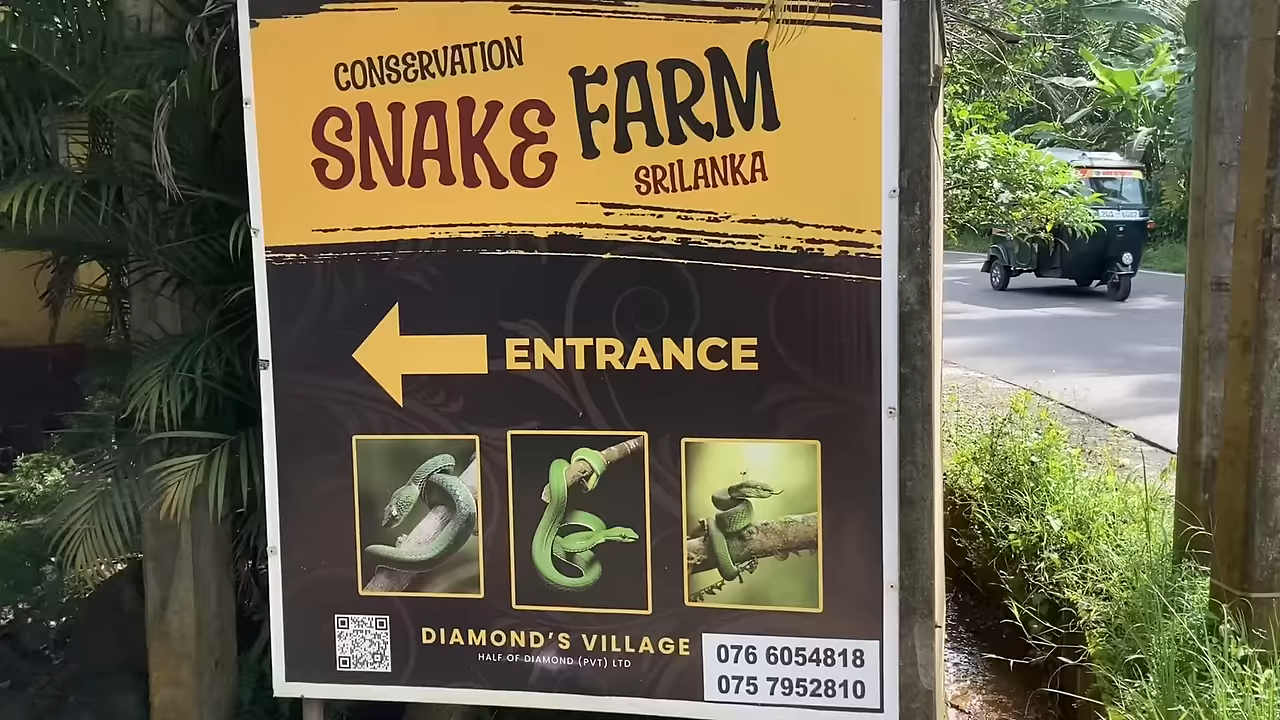 CONSERVATION
SNAKE FARM
SRILANKA
ENTRANCE
DIAMOND'S VILLAGE
HALF OF DIAMOND (PVT) LTD
076 6054818
075 7952810